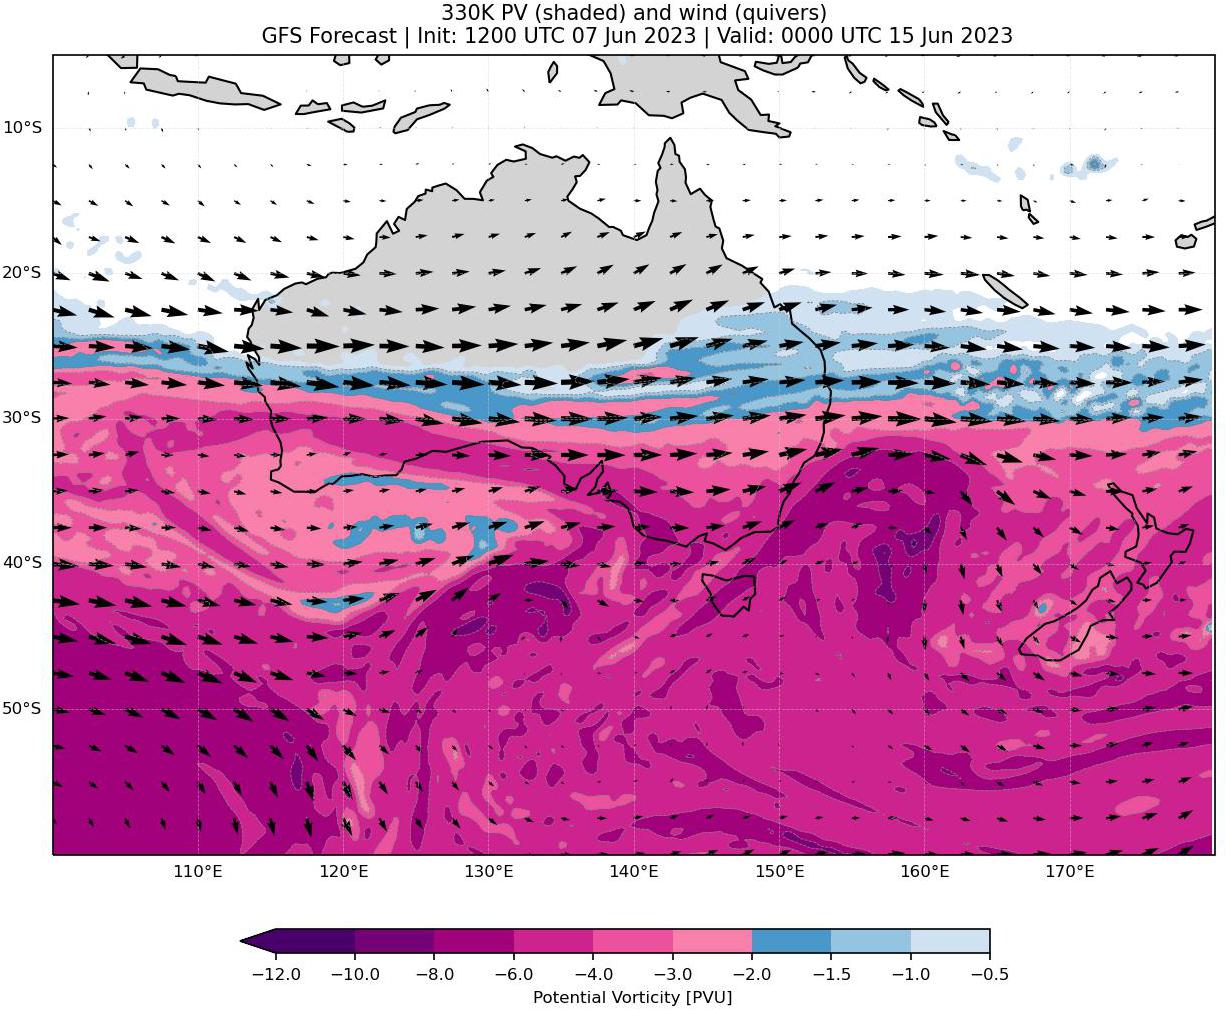 330K PV (shaded) and wind (quivers)
GFS Forecast | Init: 1200 UTC 07 Jun 2023 | Valid: 0000 UTC 15 Jun 2023
10°S
20°S
30°S
40°S
50°S
110°E 120°E 130°E 140°E 150°E 160°E 170°E
−12.0 −10.0 −8.0 −6.0 −4.0 −3.0 −2.0 −1.5 −1.0 −0.5
Potential Vorticity [PVU]